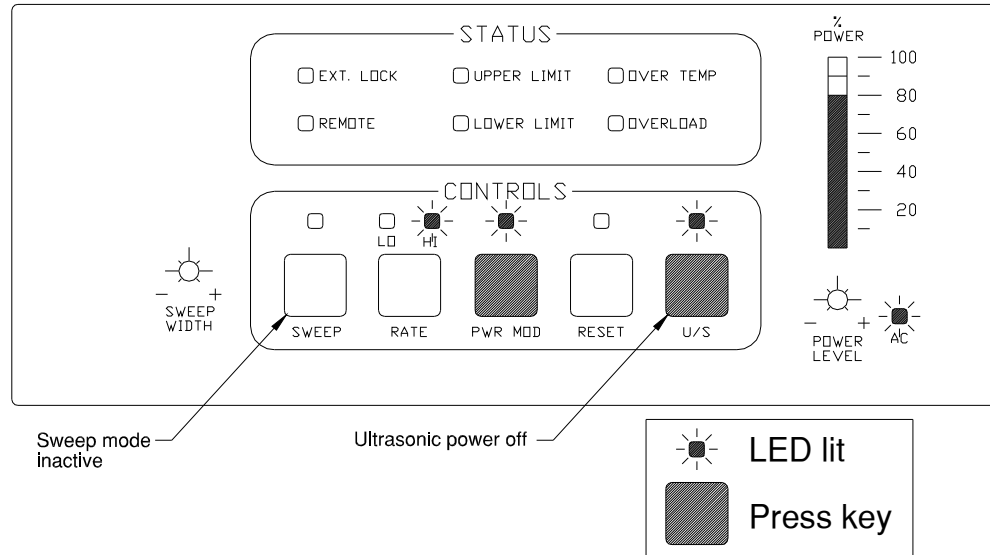 STATUS
EXT. LOCK
UPPER LIMIT
OVER TEMP
REMOTE
LOWER LIMIT
OVERLOAD
%
POWER
100
80
60
40
20
CONTROLS
LO
HI
SWEEP
RATE
PWR MOD
RESET
U/S
- +
SWEEP
WIDTH
- +
POWER
LEVEL
AC
Sweep mode
inactive
Ultrasonic power off
LED lit
Press key